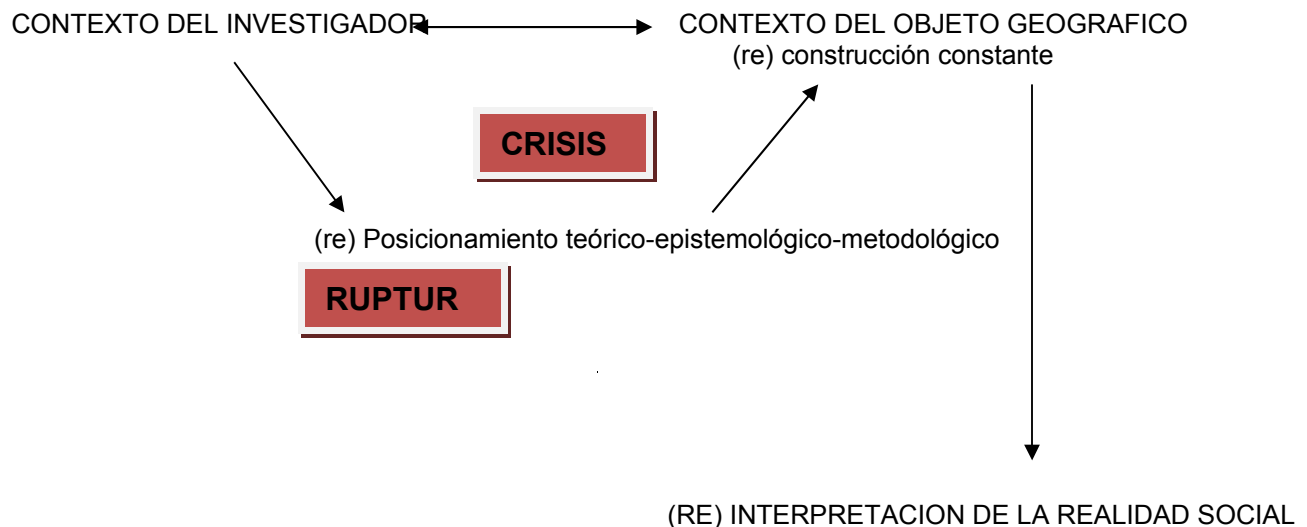 CONTEXTO DEL INVESTIGADOR
CONTEXTO DEL OBJETO GEOGRAFICO
(re) construcción constante
CRISIS
(re) Posicionamiento teórico-epistemológico-metodológico
RUPTUR
(RE) INTERPRETACION DE LA REALIDAD SOCIAL